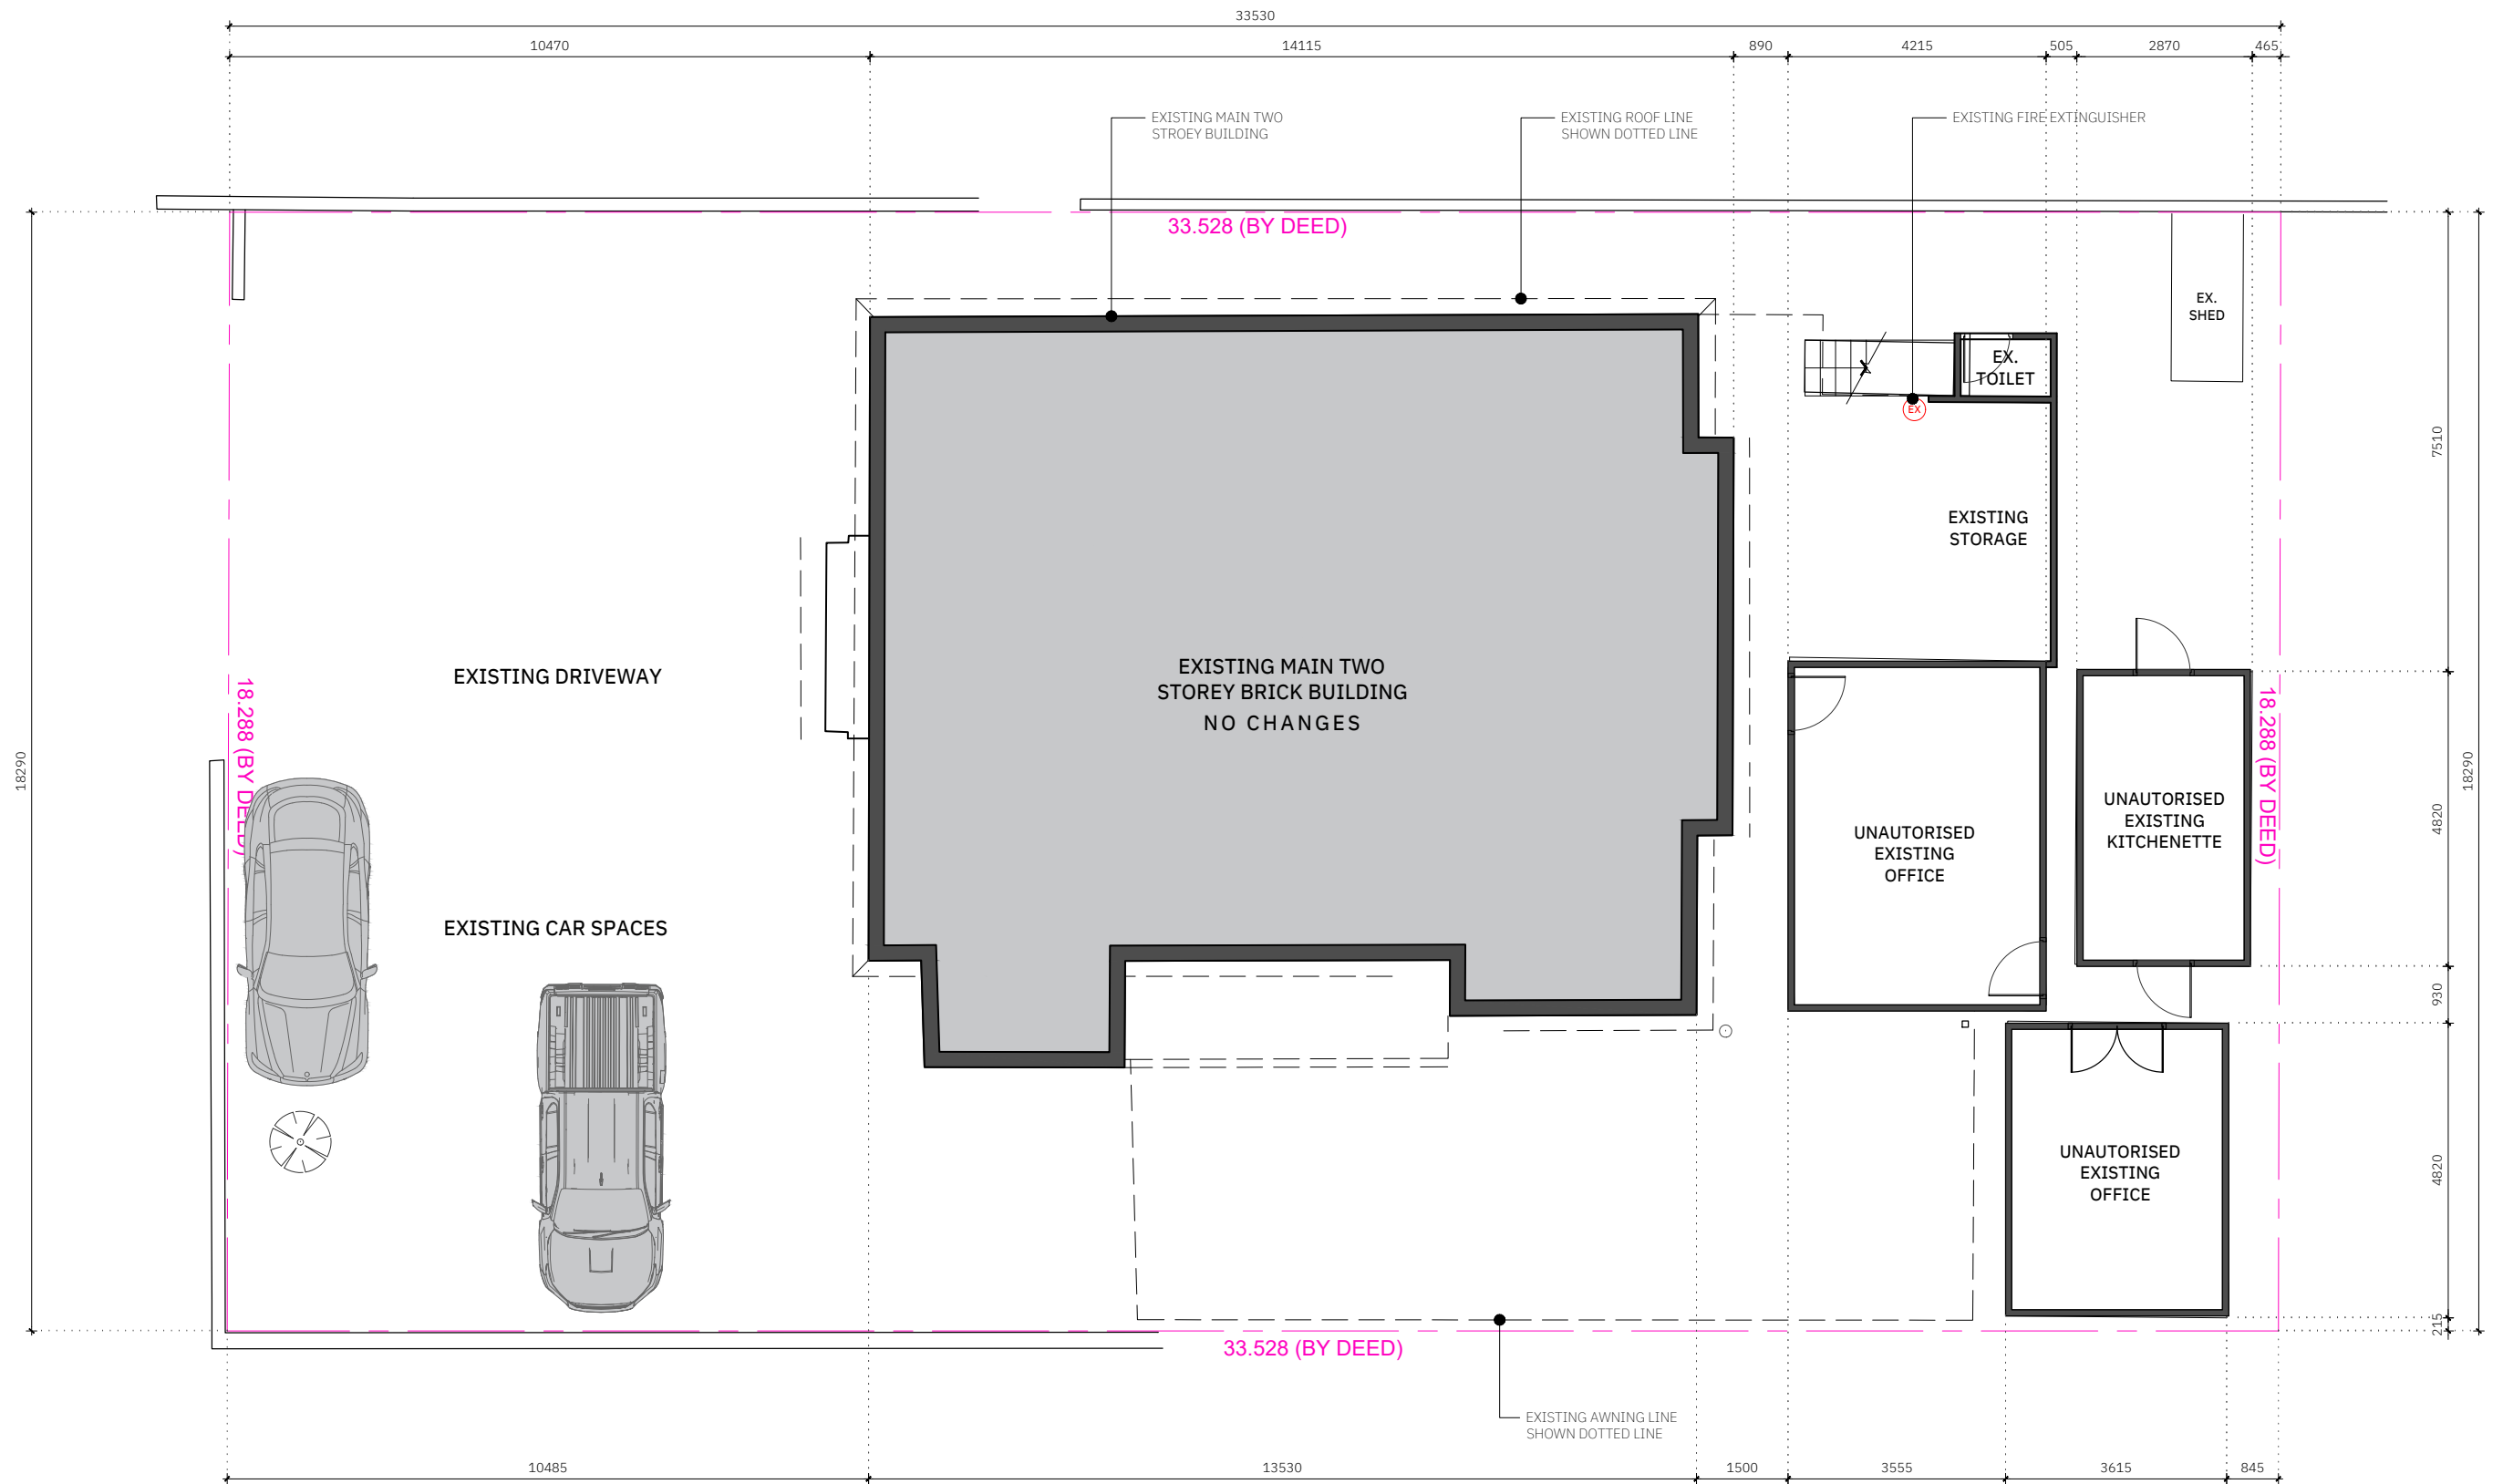 33530
10470
14115
890
4215
505
2870
465
EXISTING MAIN TWO
STROEY BUILDING
EXISTING ROOF LINE
SHOWN DOTTED LINE
EXISTING FIRE EXTINGUISHER
33.528 (BY DEED)
EX.
SHED
EX.
TOILET
EX
7510
EXISTING
STORAGE
EXISTING DRIVEWAY
EXISTING MAIN TWO
STOREY BRICK BUILDING
NO CHANGES
18.288 (BY DEED)
18.288 (BY DEED)
18290
18290
UNAUTORISED
EXISTING
KITCHENETTE
4820
UNAUTORISED
EXISTING
OFFICE
EXISTING CAR SPACES
930
UNAUTORISED
EXISTING
OFFICE
4820
215
33.528 (BY DEED)
EXISTING AWNING LINE
SHOWN DOTTED LINE
10485
13530
1500
3555
3615
845